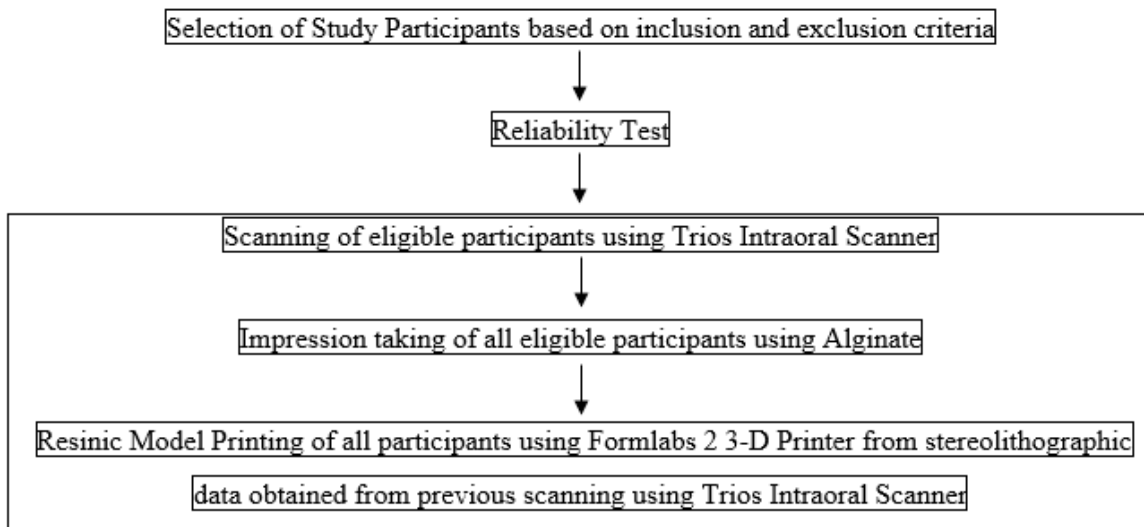 Selection of Study Participants based on inclusion and exclusion criteria
Reliability Test
Scanning of eligible participants using Trios Intraoral Scanner
Impression taking of all eligible participants using Alginate
Resinic Model Printing of all participants using Formlabs 2 3-D Printer from stereolithographic
data obtained from previous scanning using Trios Intraoral Scanner